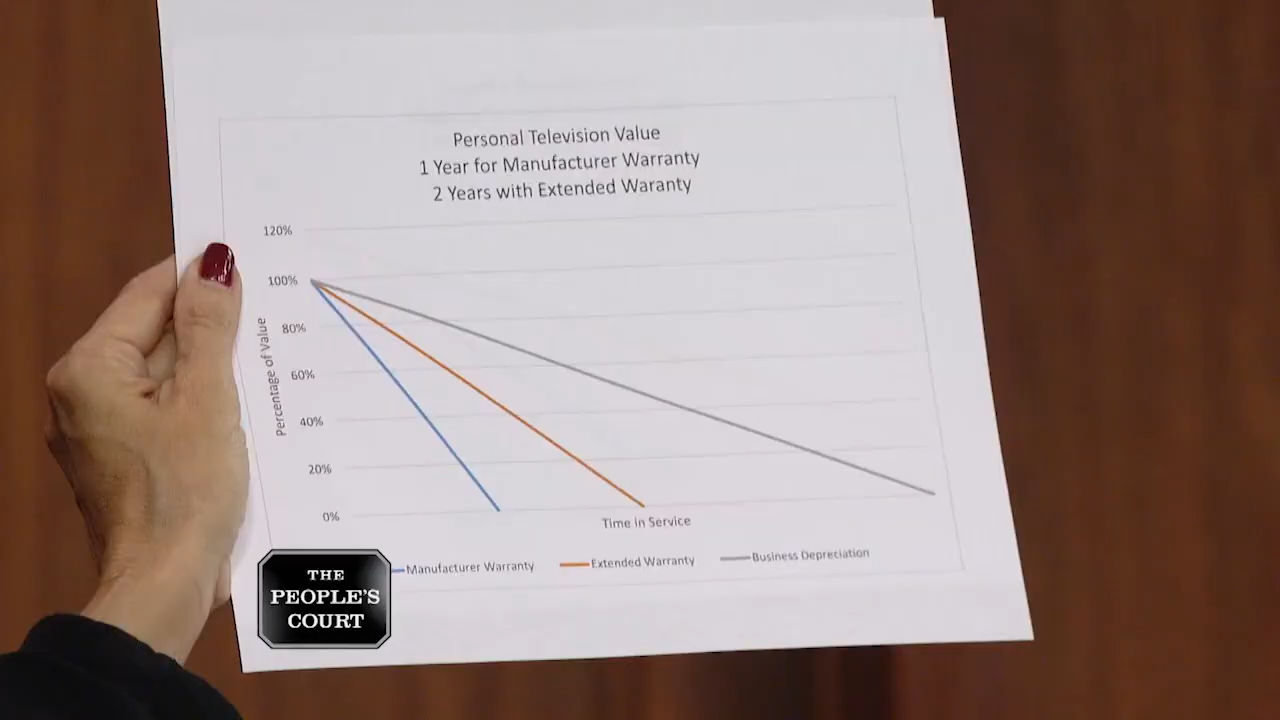 Personal Television Value
1 Year for Manufacturer Warranty
2 Years with Extended Waranty
120%
100%
80%
60%
40%
20%
0%
Percentage of Value
Time in Service
Manufacturer Warranty
Extended Warranty
Business Depreciation
THE
PEOPLE'S
COURT